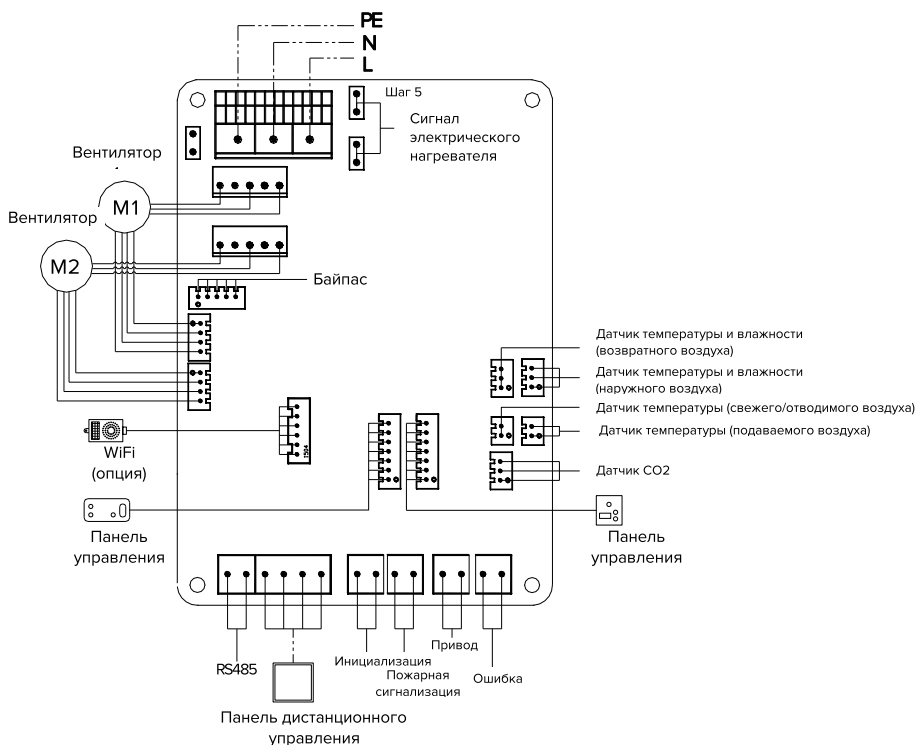 PE
N
L
Шаг 5
Сигнал
электрического
нагревателя
Вентилятор
M1
Вентилятор
M2
Байпас
Датчик температуры и влажности
(возвратного воздуха)
Датчик температуры и влажности
(наружного воздуха)
Датчик температуры (свежего/отводимого воздуха)
Датчик температуры (подаваемого воздуха)
WiFi
(опция)
Датчик CO2
Панель
управления
Панель
управления
RS485
Инициализация
Пожарная
сигнализация
Привод
Ошибка
Панель дистанционного
управления